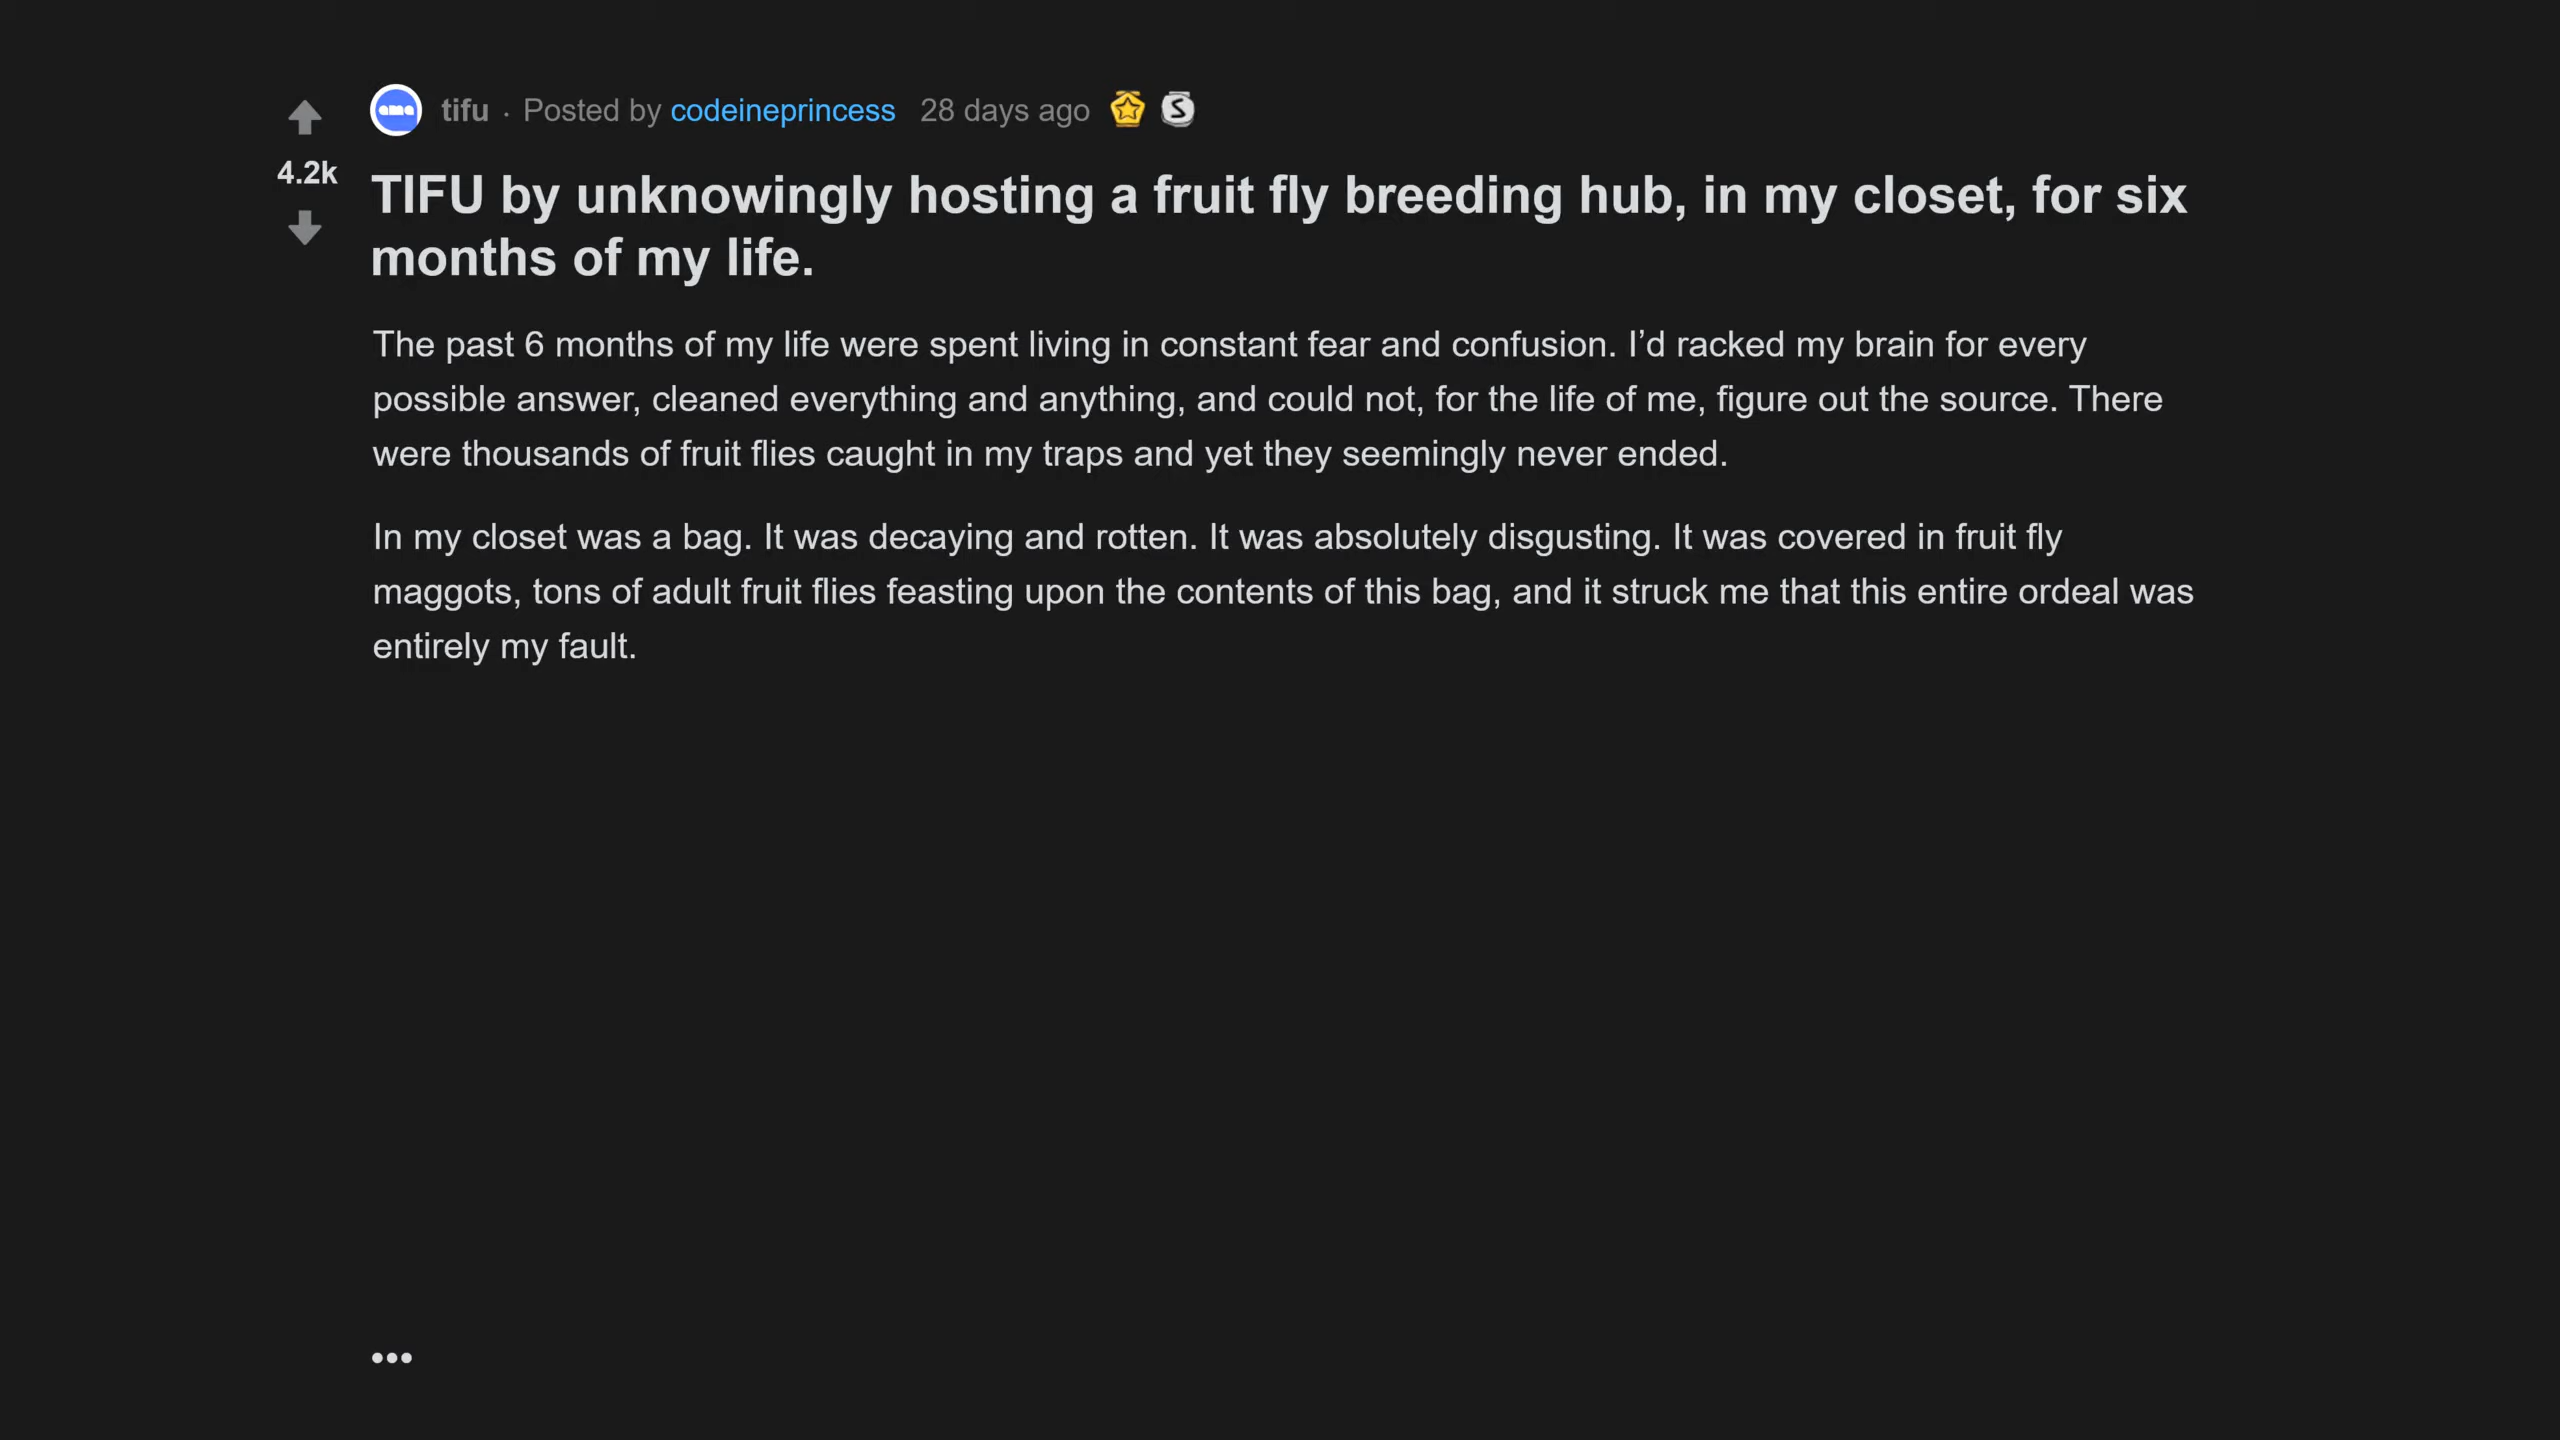 tifu · Posted by codeineprincess 28 days ago
4.2k
TIFU by unknowingly hosting a fruit fly breeding hub, in my closet, for six
months of my life.
The past 6 months of my life were spent living in constant fear and confusion. I’d racked my brain for every
possible answer, cleaned everything and anything, and could not, for the life of me, figure out the source. There
were thousands of fruit flies caught in my traps and yet they seemingly never ended.
In my closet was a bag. It was decaying and rotten. It was absolutely disgusting. It was covered in fruit fly
maggots, tons of adult fruit flies feasting upon the contents of this bag, and it struck me that this entire ordeal was
entirely my fault.
•••